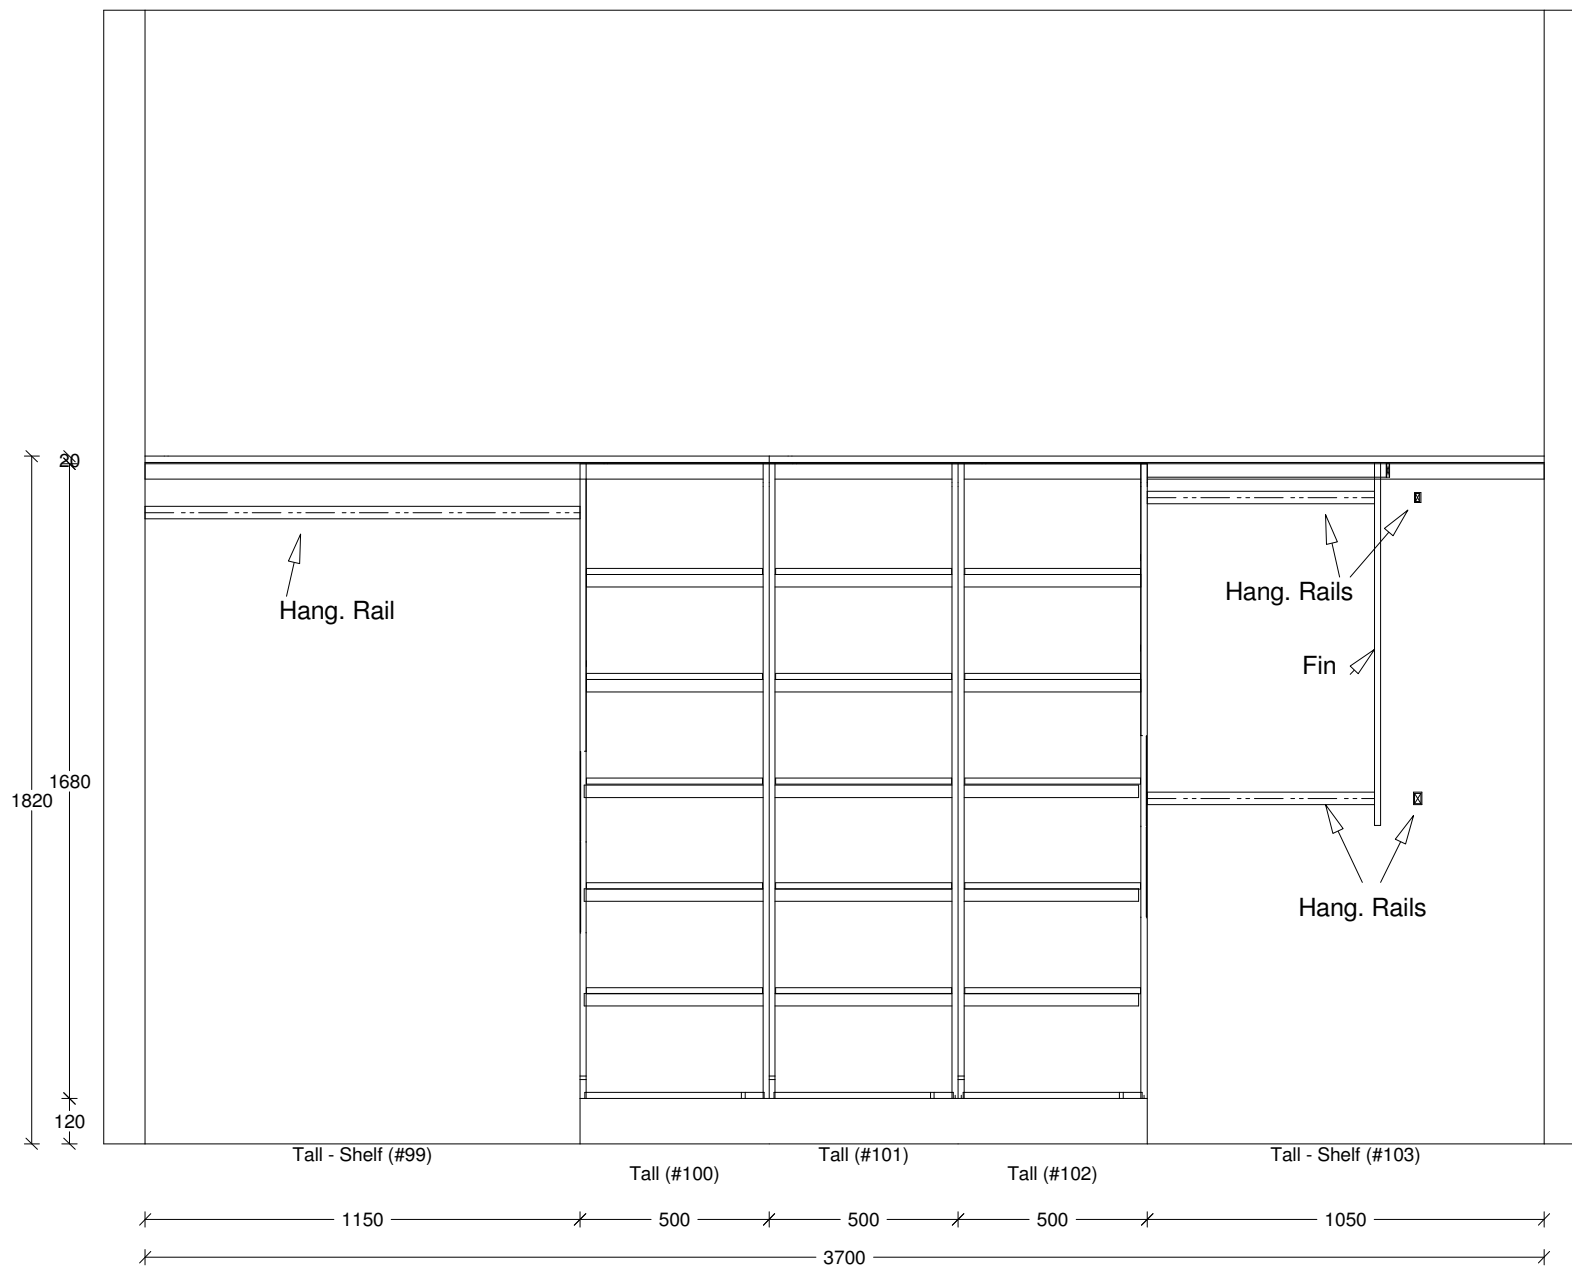 20
Hang. Rail
Hang. Rails
Fin
1680
1820
Hang. Rails
120
Tall - Shelf (#99)
Tall (#101)
Tall - Shelf (#103)
Tall (#100)
Tall (#102)
1150
500
500
500
1050
3700